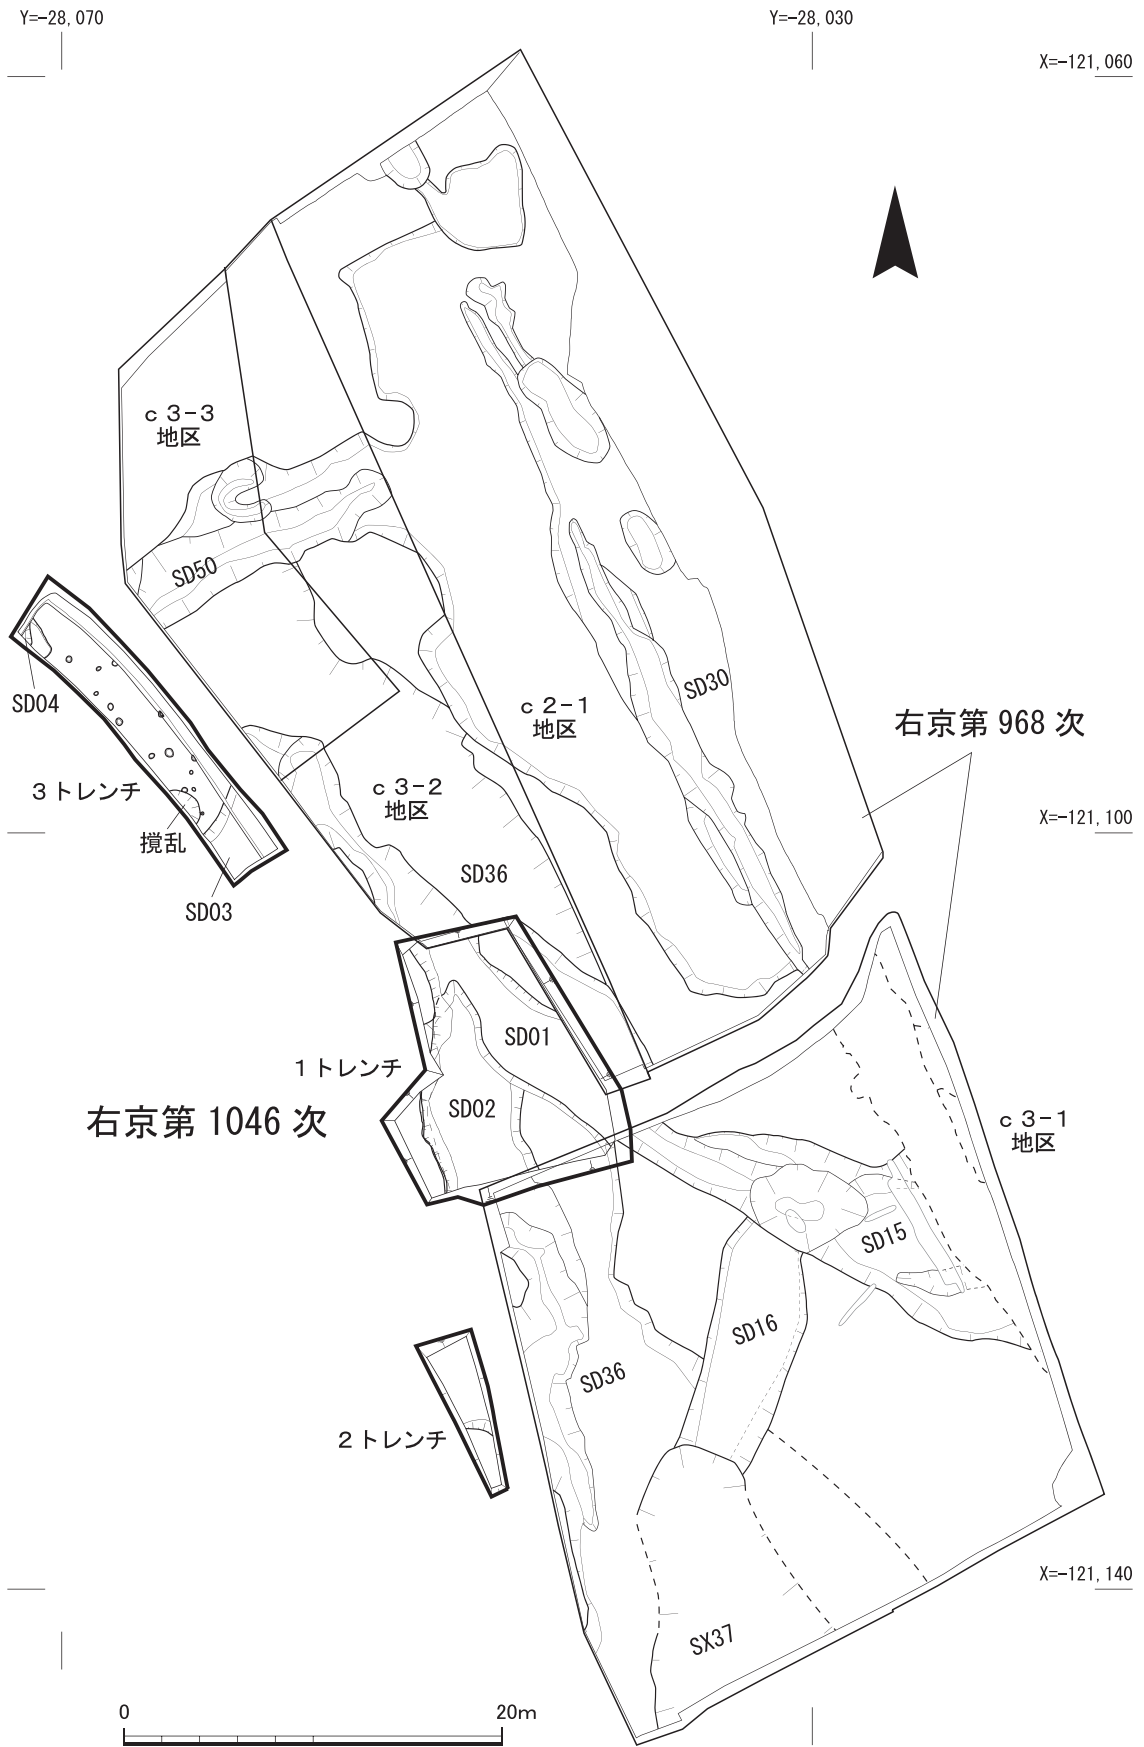 Y=-28,070
Y=-28,030
X=-121,060
c 3-3
地区
SD50
SD04
SD30
c 2-1
地区
右京第 968 次
3 トレンチ
c 3-2
地区
X=-121,100
撹乱
SD36
SD03
SD01
1 トレンチ
SD02
右京第 1046 次
c 3-1
地区
SD15
SD16
SD36
2 トレンチ
X=-121,140
SX37
0
20m